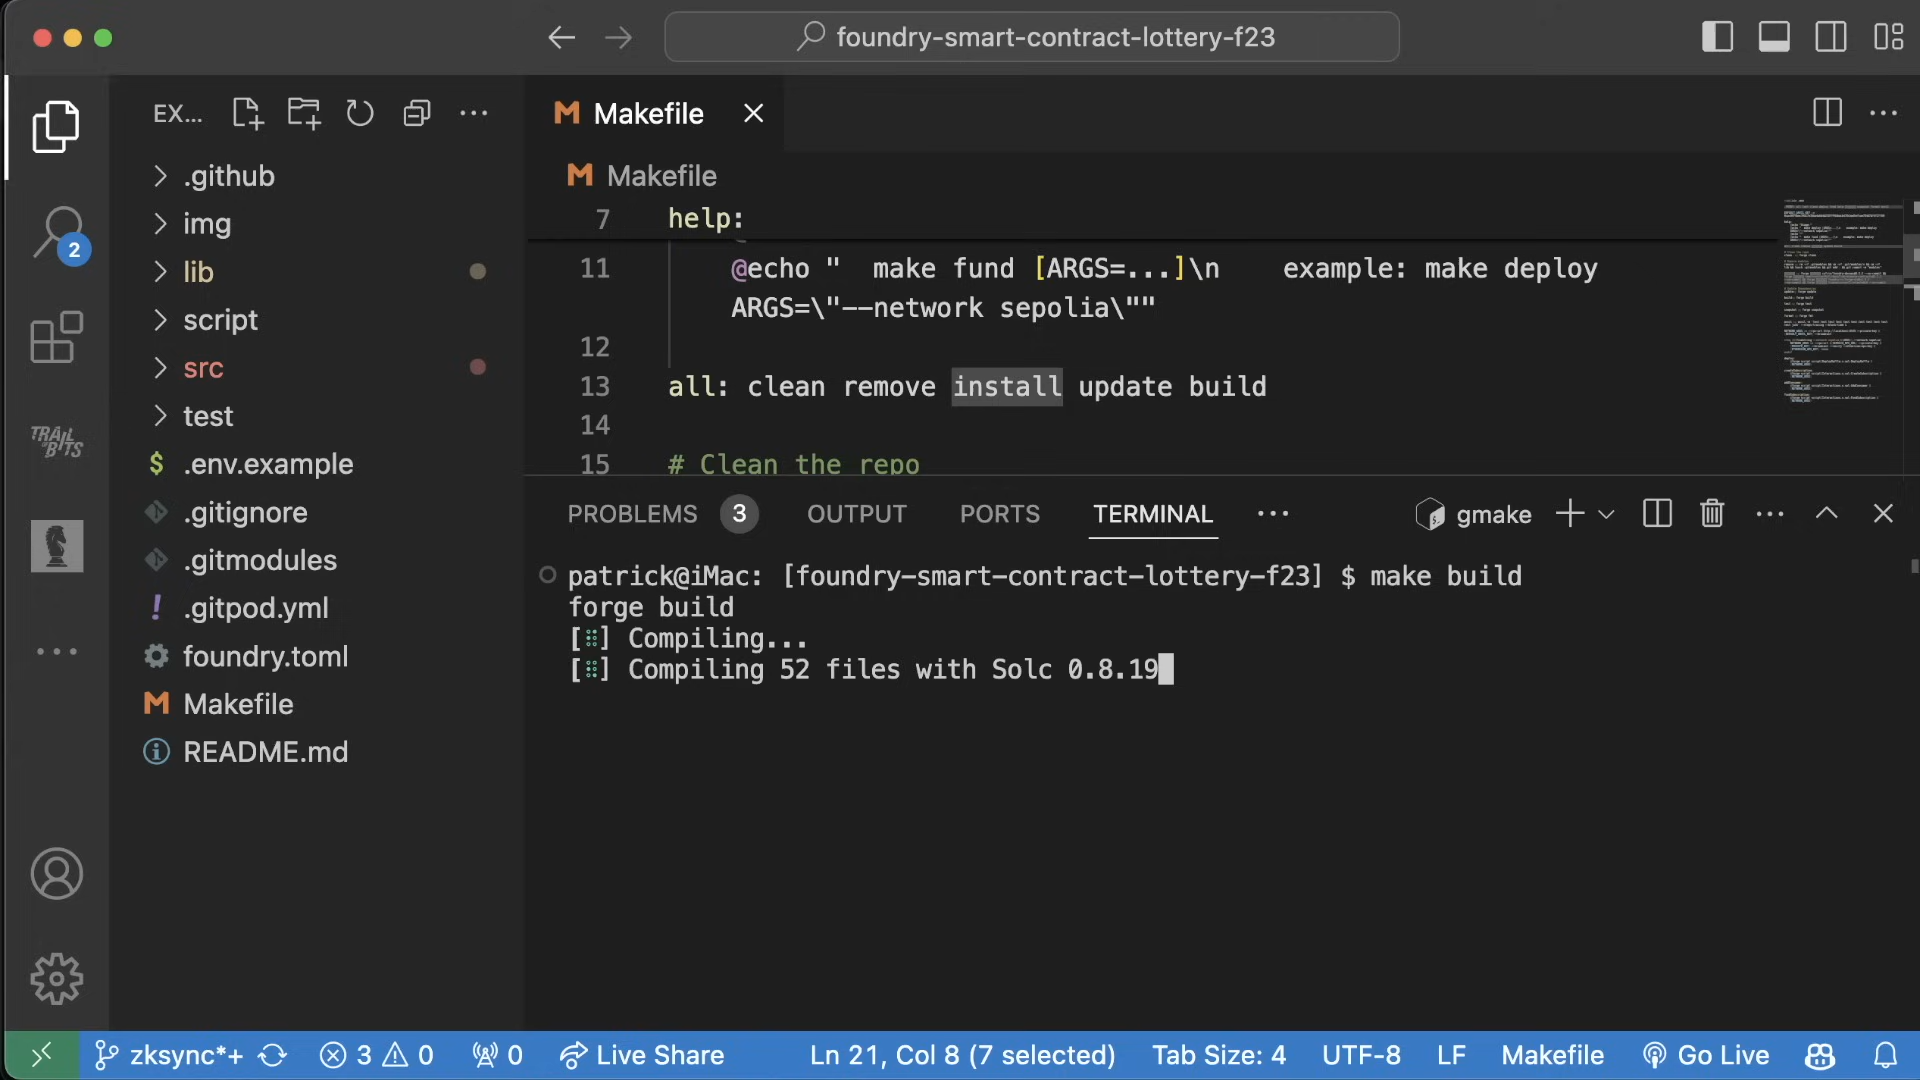 foundry-smart-contract-lottery-f23
EX...
Makefile
.github
img
lib
script
src
test
.env.example
.gitignore
.gitmodules
.gitpod.yml
foundry.toml
Makefile
README.md
2
TRAIL
OF
BITS
Makefile
7 help:
11 @echo " make fund [ARGS=...]\n example: make deploy
ARGS=\"--network sepolia\""
12
13 all: clean remove install update build
14
15 # Clean the repo
PROBLEMS 3 OUTPUT PORTS TERMINAL gmake
patrick@iMac: [foundry-smart-contract-lottery-f23] $ make build
forge build
[⠿] Compiling...
[⠿] Compiling 52 files with Solc 0.8.19
zksync*+ 3 0 0 Live Share Ln 21, Col 8 (7 selected) Tab Size: 4 UTF-8 LF Makefile Go Live